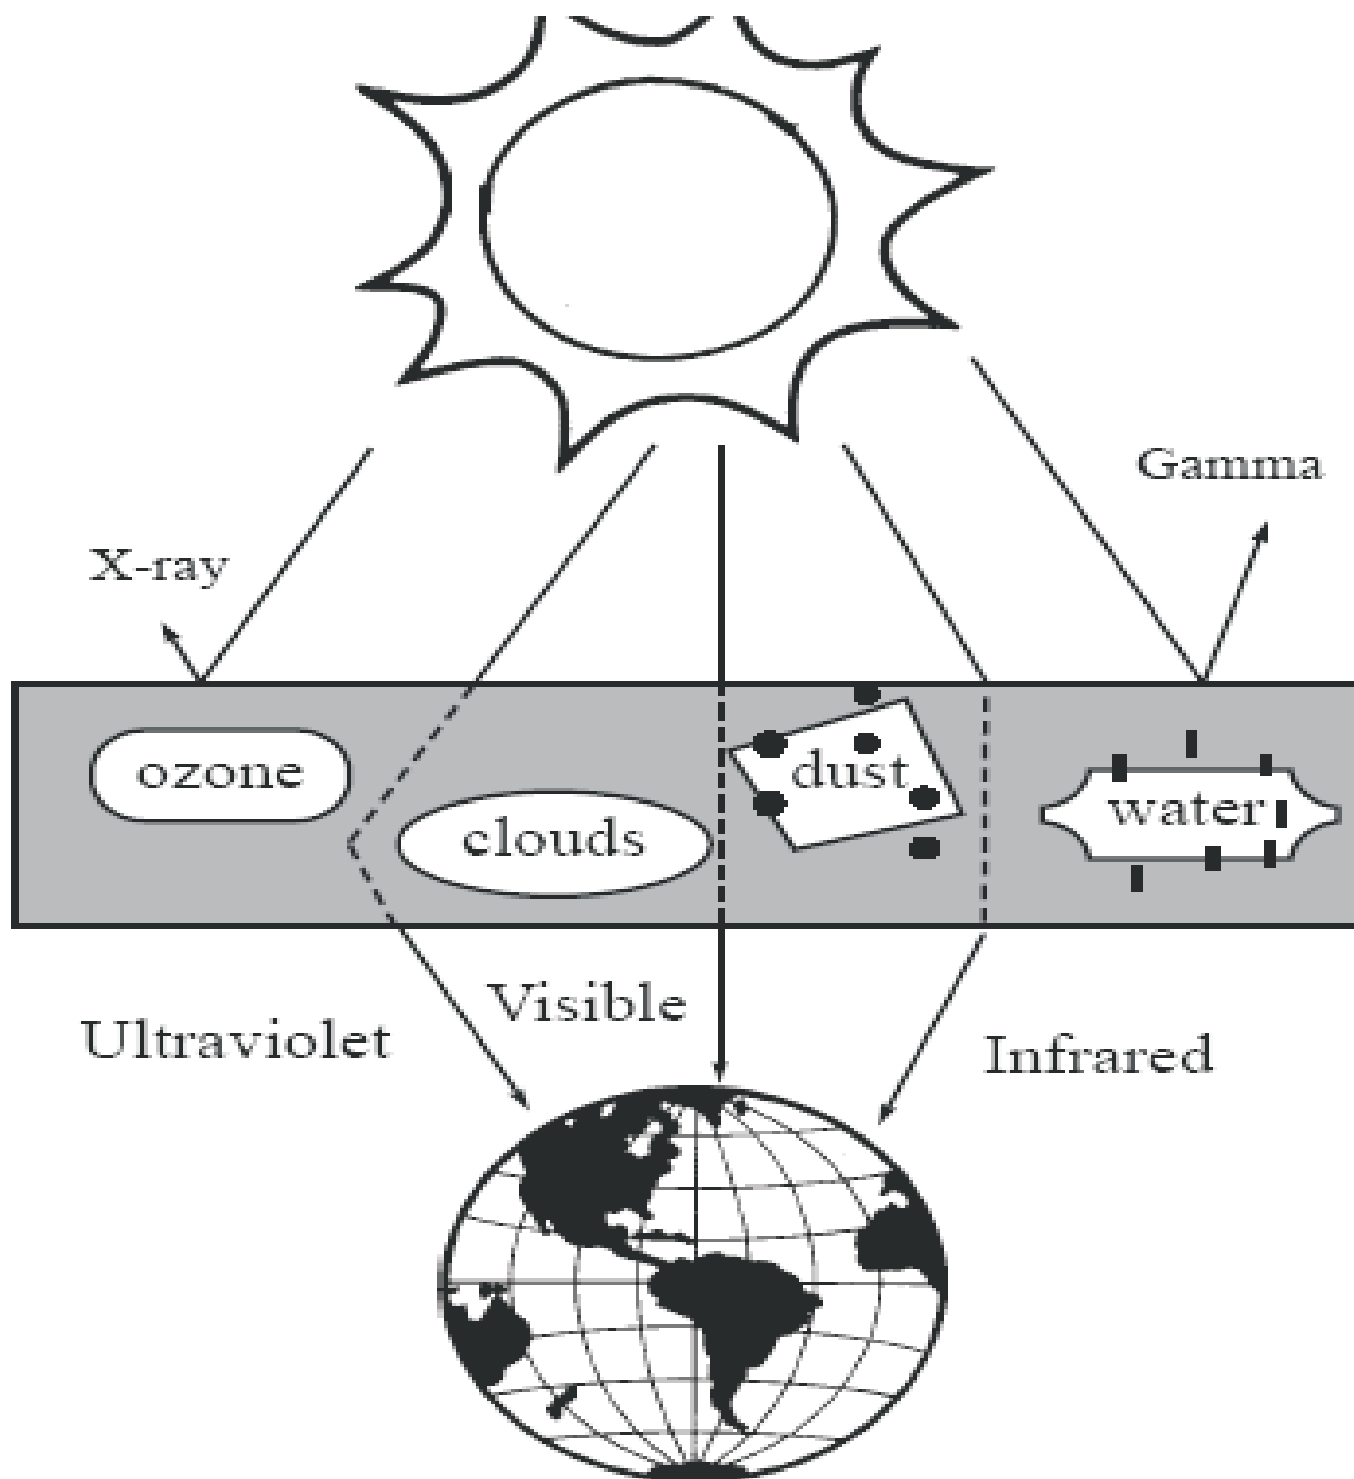 Gamma
X-ray
ozone
clouds
dust
water
Visible
Ultraviolet
Infrared